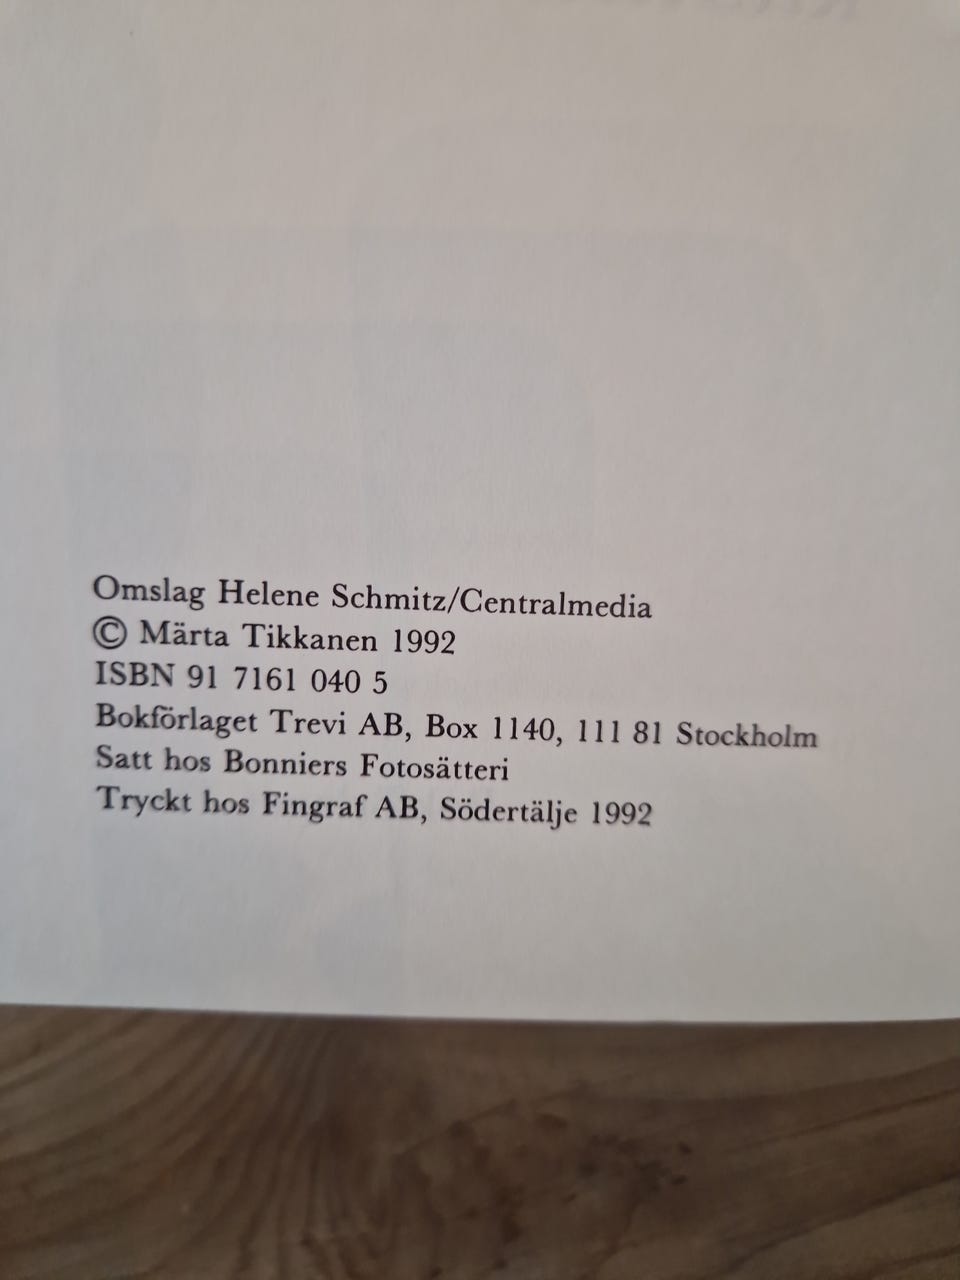 Omslag Helene Schmitz/Centralmedia
© Märta Tikkanen 1992
ISBN 91 7161 040 5
Bokförlaget Trevi AB, Box 1140, 111 81 Stockholm
Satt hos Bonniers Fotosätteri
Tryckt hos Fingraf AB, Södertälje 1992